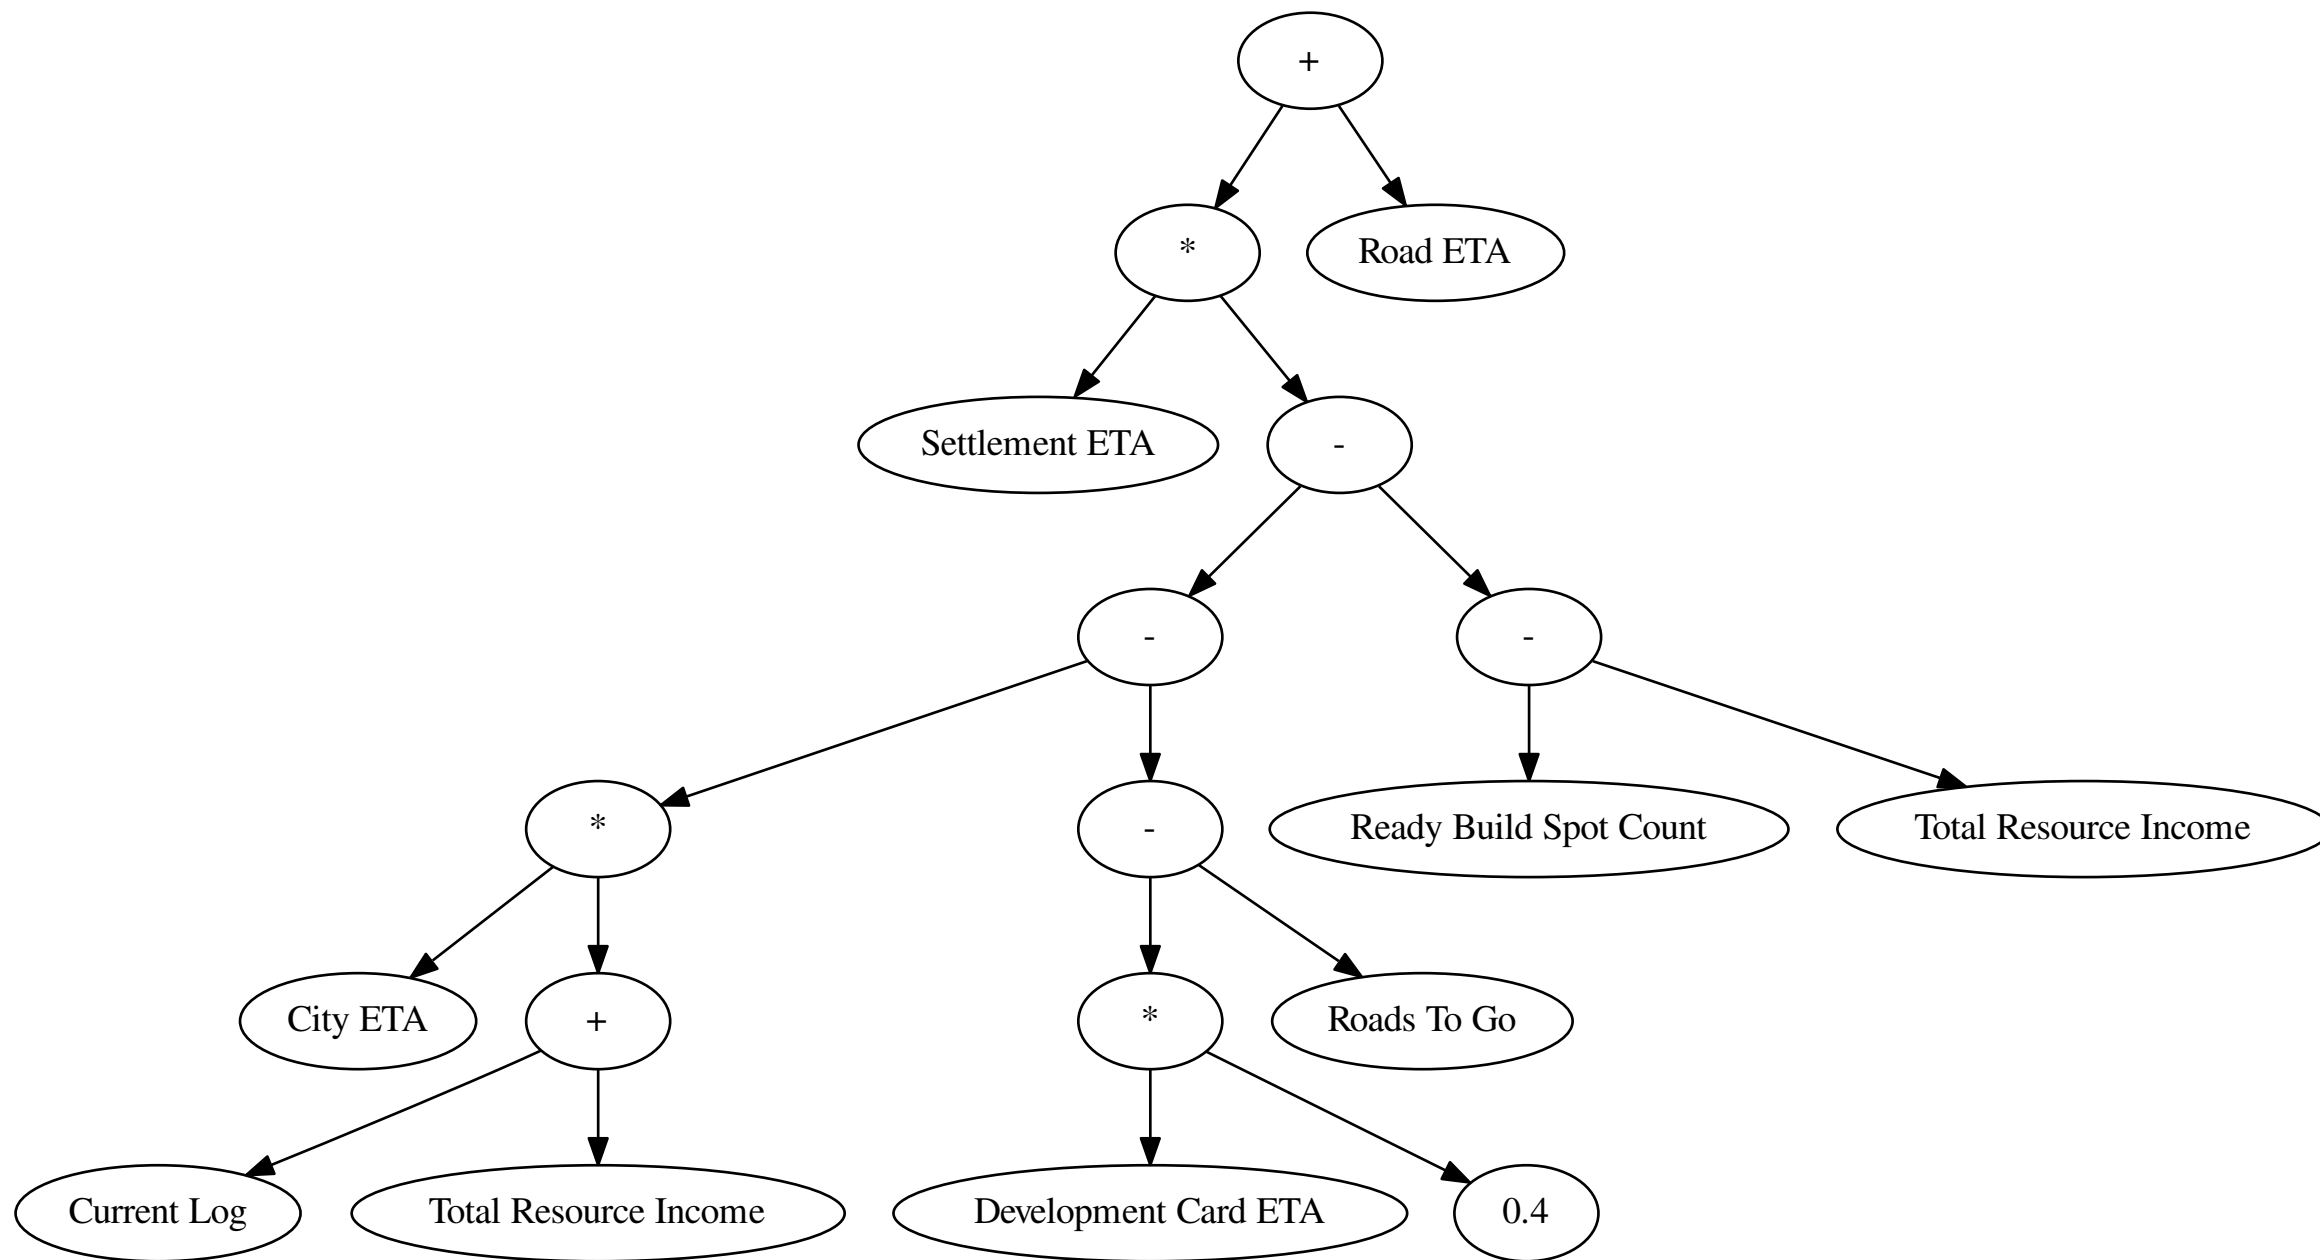 +
* Road ETA
Settlement ETA -
- -
* - Ready Build Spot Count Total Resource Income
City ETA + * Roads To Go
Current Log Total Resource Income Development Card ETA 0.4